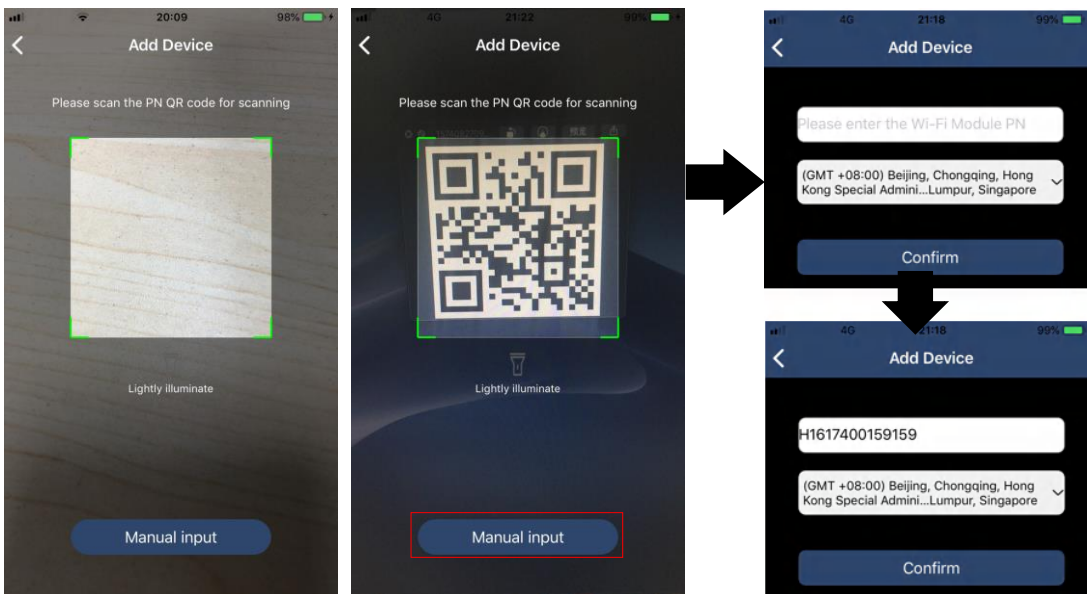 20:09
98%
Add Device
Please scan the PN QR code for scanning
Lightly illuminate
Manual input
4G
21:22
99%
Add Device
Please scan the PN QR code for scanning
Lightly illuminate
Manual input
4G
21:18
99%
Add Device
Please enter the Wi-Fi Module PN
(GMT +08:00) Beijing, Chongqing, Hong
Kong Special Admini...Lumpur, Singapore
Confirm
4G
21:18
99%
Add Device
H1617400159159
(GMT +08:00) Beijing, Chongqing, Hong
Kong Special Admini...Lumpur, Singapore
Confirm